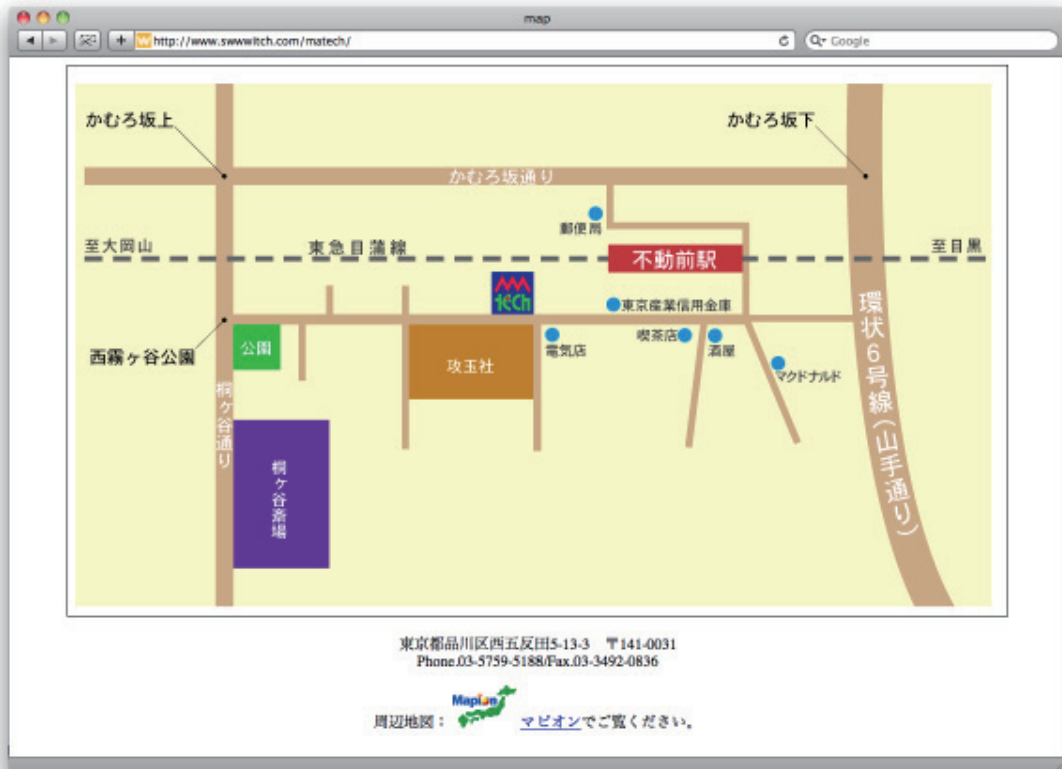 map
http://www.swwwitch.com/matech/
Google
かむろ坂上
かむろ坂下
かむろ坂通り
郵便局
至大岡山
東急目蒲線
不動前駅
至目黒
tech
東京産業信用金庫
西霧ヶ谷公園
公園
攻玉社
電気店
喫茶店
酒屋
マクドナルド
環状6号線(山手通り)
桐ヶ谷通り
桐ヶ谷斎場
東京都品川区西五反田5-13-3 〒141-0031
Phone.03-5759-5188/Fax.03-3492-0836
Mapion
周辺地図： マピオンでご覧ください。